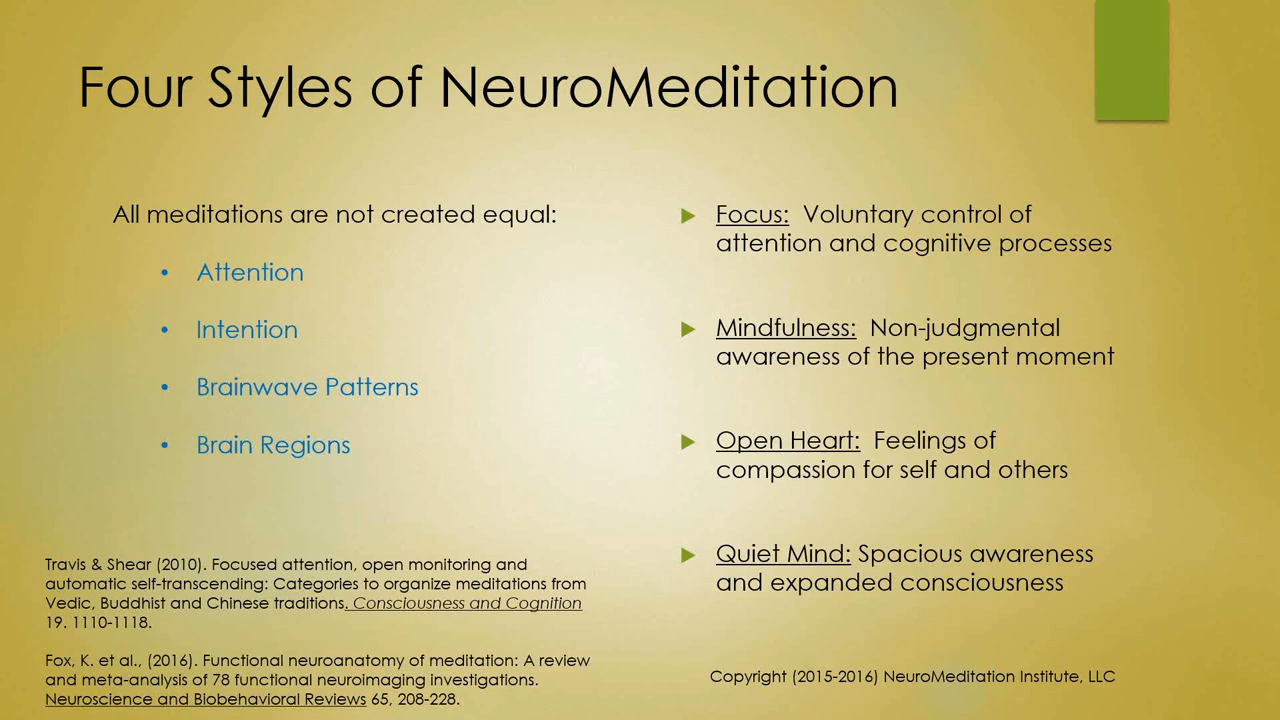 Four Styles of NeuroMeditation
All meditations are not created equal:
• Attention
• Intention
• Brainwave Patterns
• Brain Regions
Travis & Shear (2010). Focused attention, open monitoring and
automatic self-transcending: Categories to organize meditations from
Vedic, Buddhist and Chinese traditions. Consciousness and Cognition
19. 1110-1118.
Fox, K. et al., (2016). Functional neuroanatomy of meditation: A review
and meta-analysis of 78 functional neuroimaging investigations.
Neuroscience and Biobehavioral Reviews 65, 208-228.
Focus: Voluntary control of
attention and cognitive processes
Mindfulness: Non-judgmental
awareness of the present moment
Open Heart: Feelings of
compassion for self and others
Quiet Mind: Spacious awareness
and expanded consciousness
Copyright (2015-2016) NeuroMeditation Institute, LLC